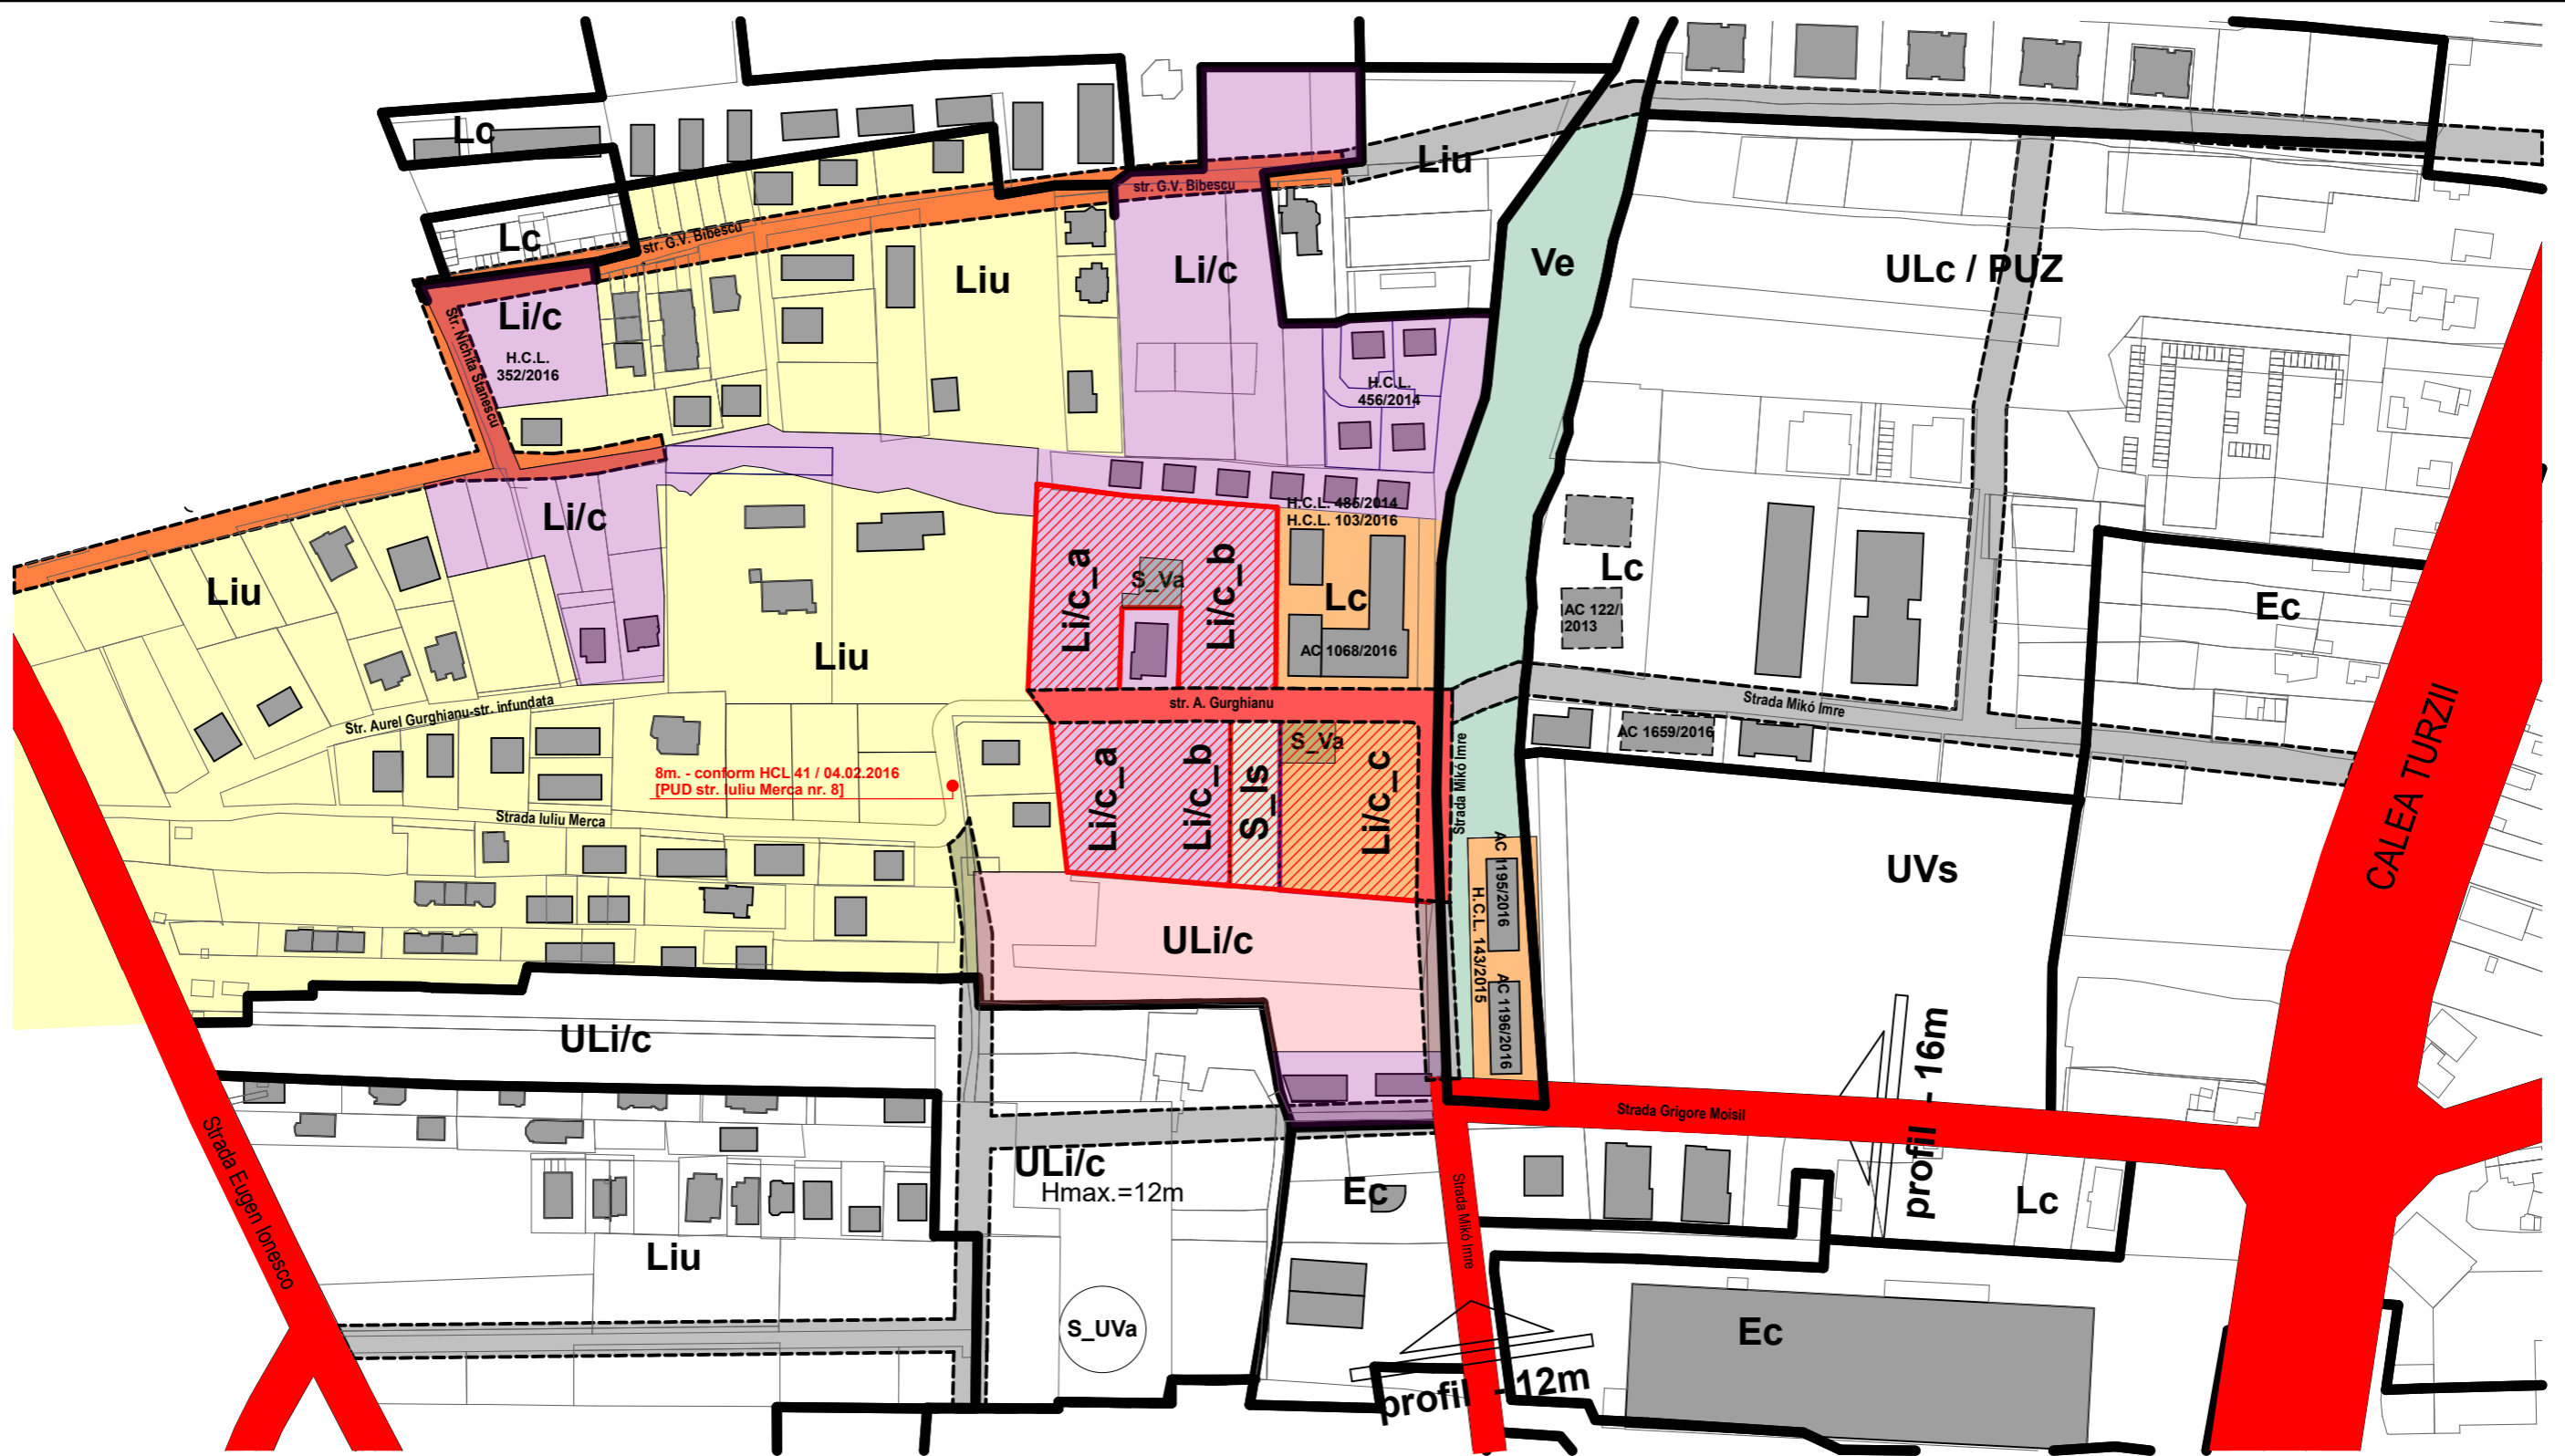 Lc
str. G.V. Bibescu
Liu
Lc
str. G.V. Bibescu
Ve
ULc / PUZ
Liu
Li/c
Li/c
H.C.L.
352/2016
Str. Nichita Stanescu
H.C.L.
456/2014
H.C.L. 485/2014
H.C.L. 103/2016
Li/c
Liu
Li/c_a
S_Va
Li/c_b
Lc
AC 1068/2016
Lc
AC 122/
2013
Ec
Liu
Str. Aurel Gurghianu-str. infundata
str. A. Gurghianu
Strada Mikó Imre
AC 1659/2016
CALEA TURZII
8m. - conform HCL 41 / 04.02.2016
[PUD str. Iuliu Merca nr. 8]
Li/c_a
Li/c_b
S_Is
S_Va
Li/c_c
Strada Mikó Imre
Strada Iuliu Merca
AC 1195/2016
H.C.L. 143/2015
AC 1196/2016
UVs
ULi/c
ULi/c
profil - 16m
Strada Grigore Moisil
Strada Eugen Ionesco
ULi/c
Hmax.=12m
Ec
Strada Mikó Imre
Lc
Liu
S_UVa
Ec
profil - 12m